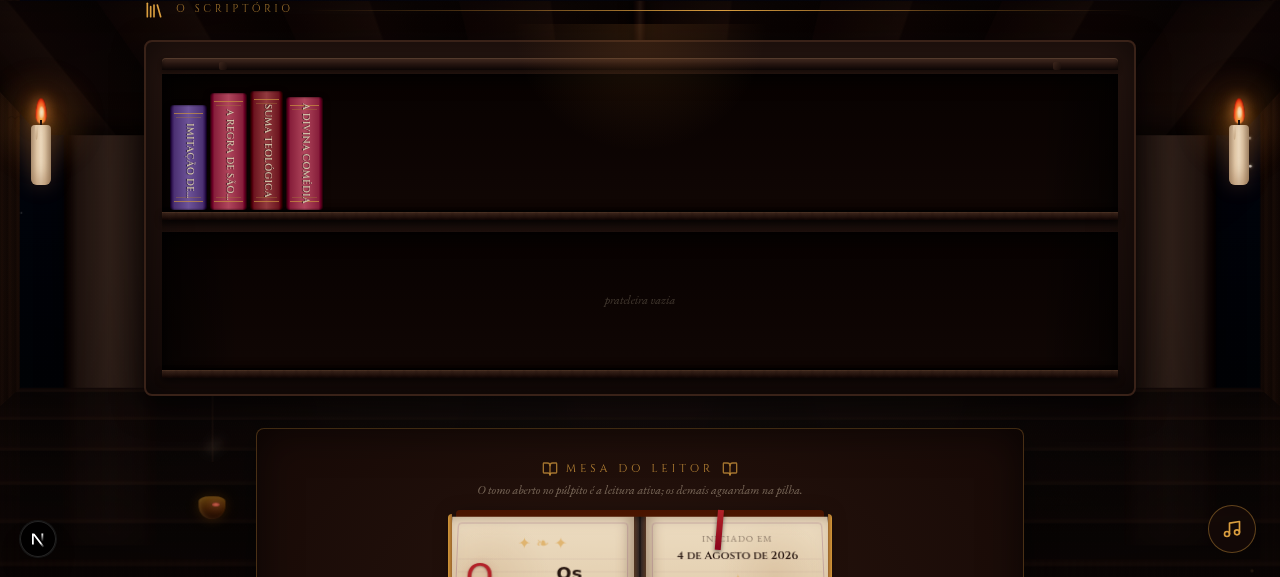 O SCRIPTÓRIO
IMITAÇÃO DE…
A REGRA DE SÃO…
SUMA TEOLÓGICA
A DIVINA COMÉDIA
prateleira vazia
MESA DO LEITOR
O tomo aberto no púlpito é a leitura ativa; os demais aguardam na pilha.
INICIADO EM
4 DE AGOSTO DE 2026
Os
N